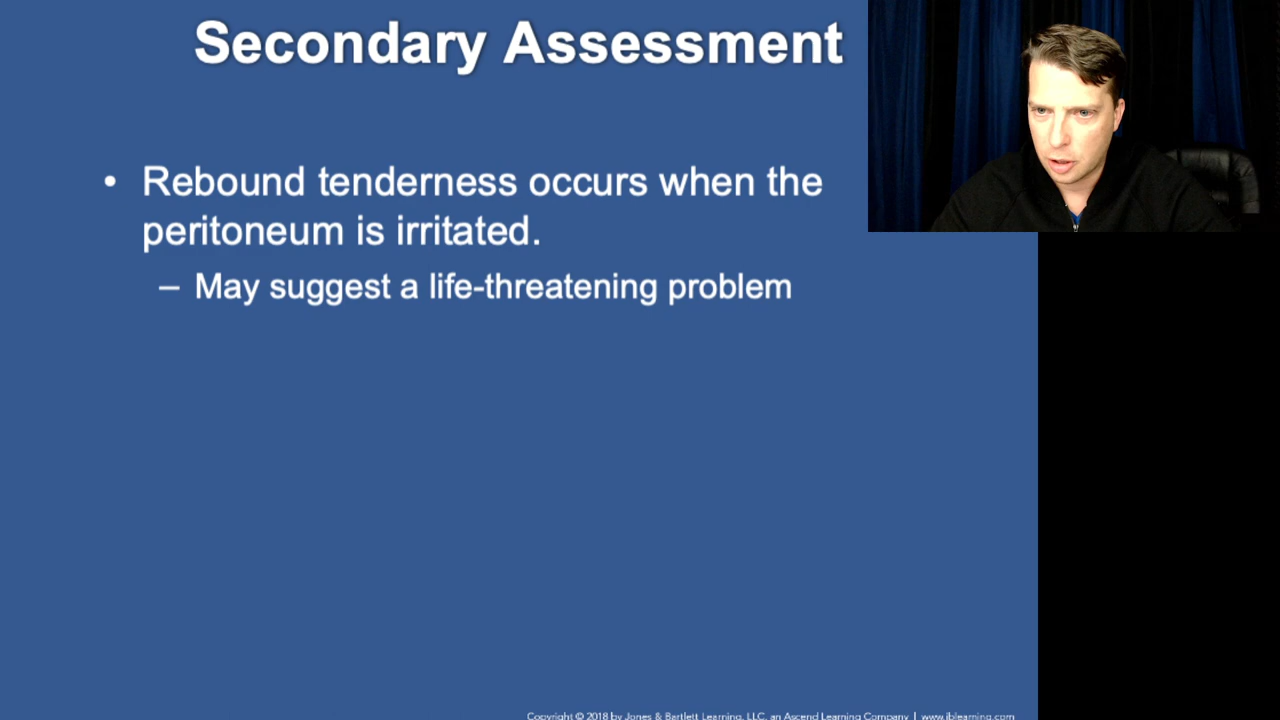 Secondary Assessment
• Rebound tenderness occurs when the
peritoneum is irritated.
– May suggest a life-threatening problem
Copyright © 2018 by Jones & Bartlett Learning, LLC, an Ascend Learning Company | www.jblearning.com